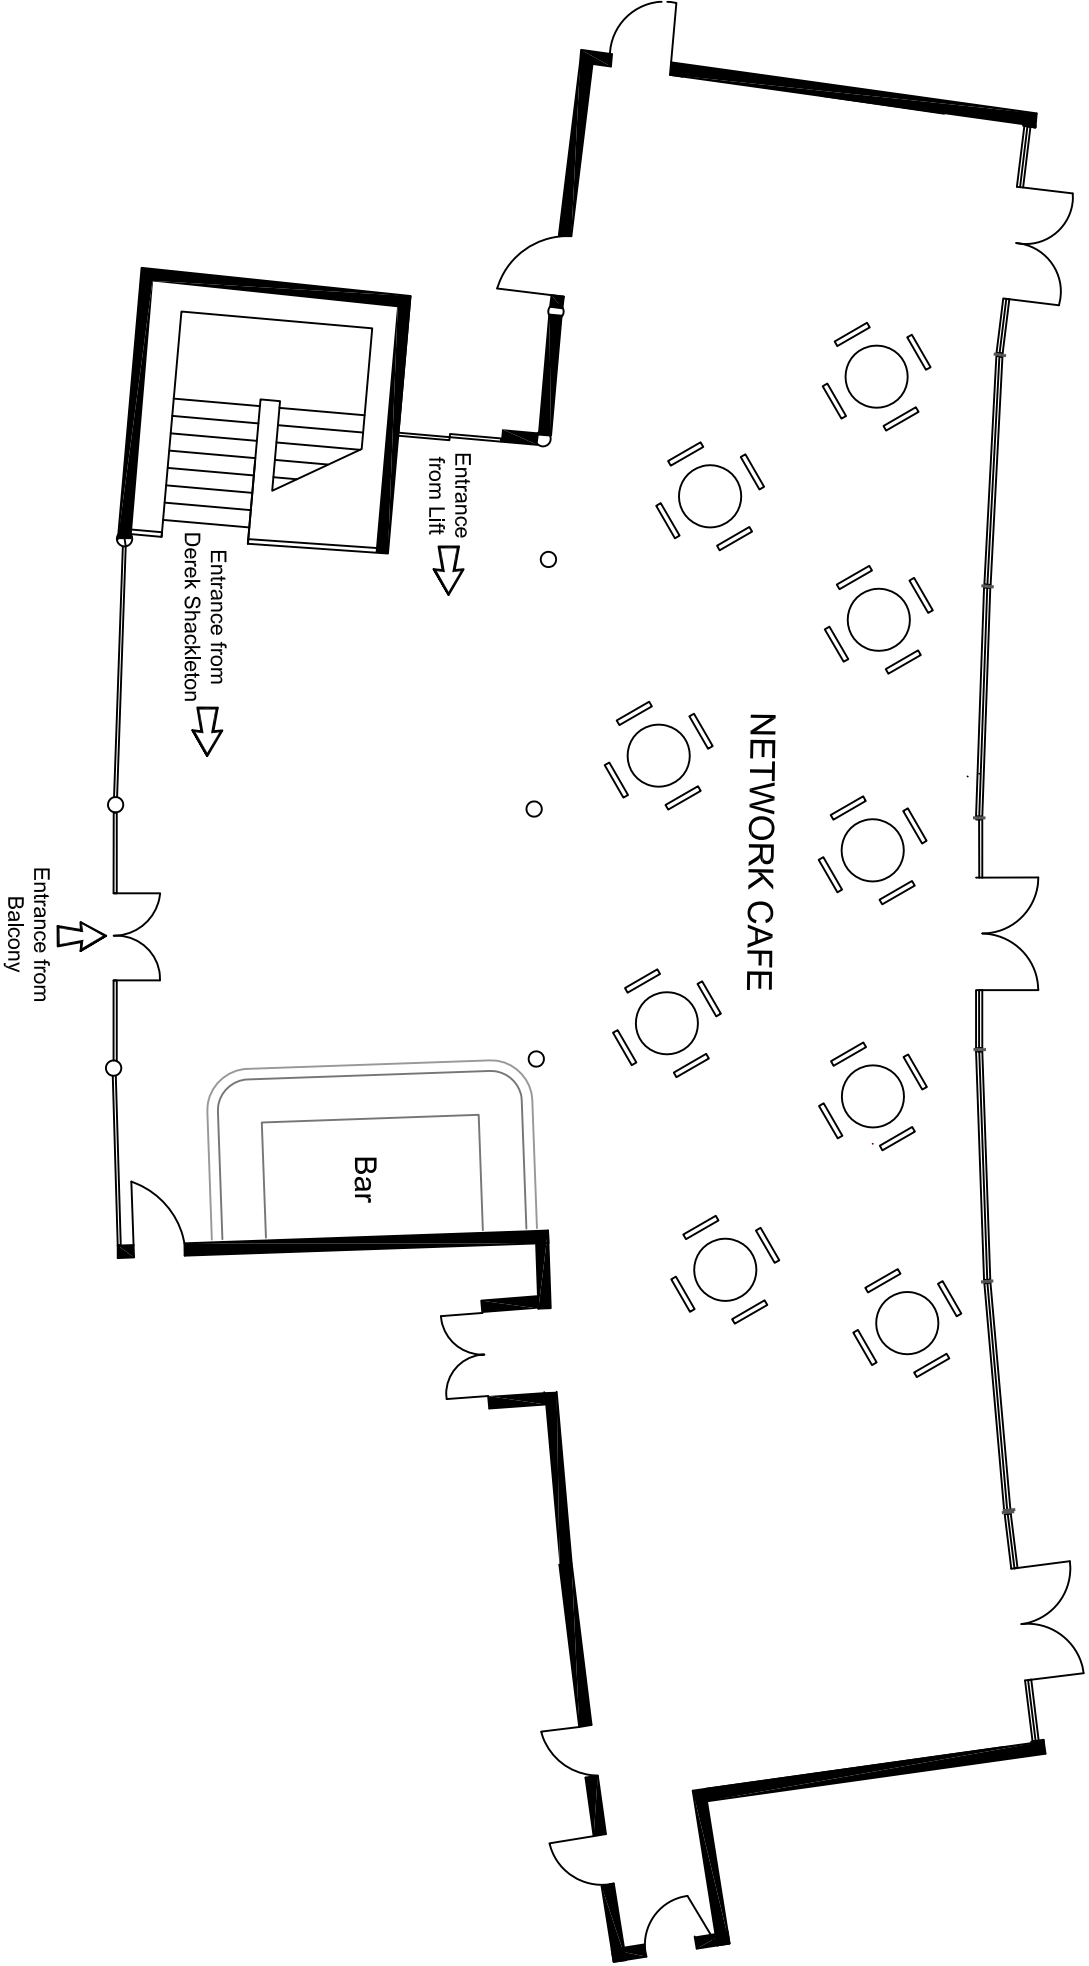 NETWORK CAFE
Entrance
from Lift
Entrance from
Derek Shackleton
Entrance from
Balcony
Bar